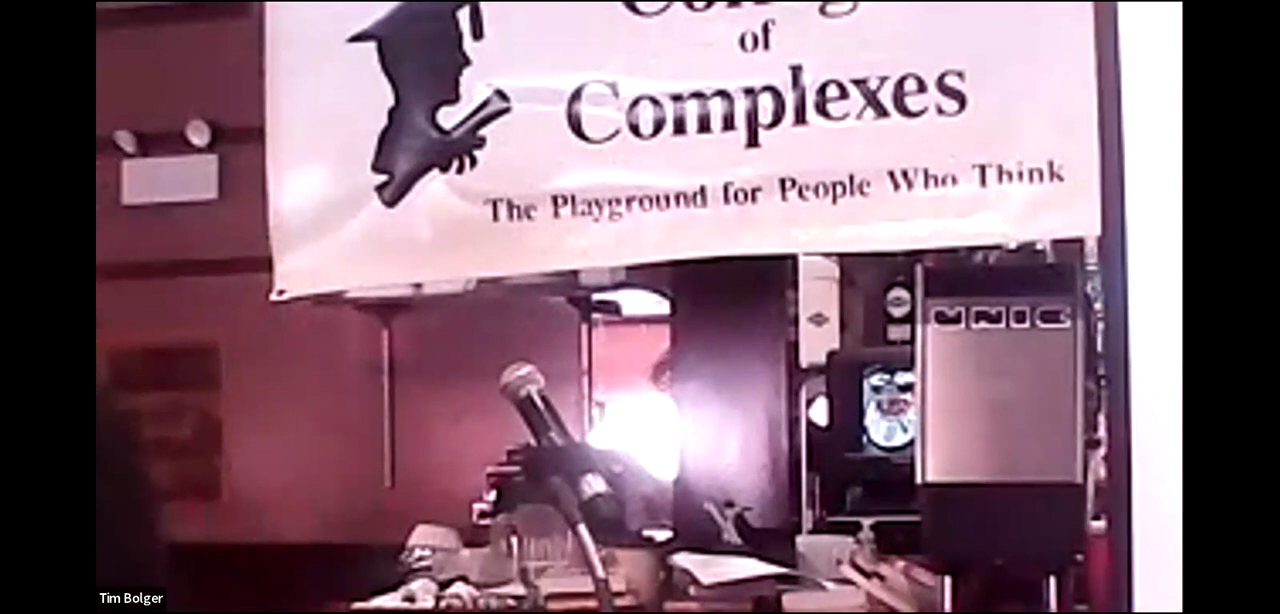 of
Complexes
The Playground for People Who Think
UNIC
Tim Bolger